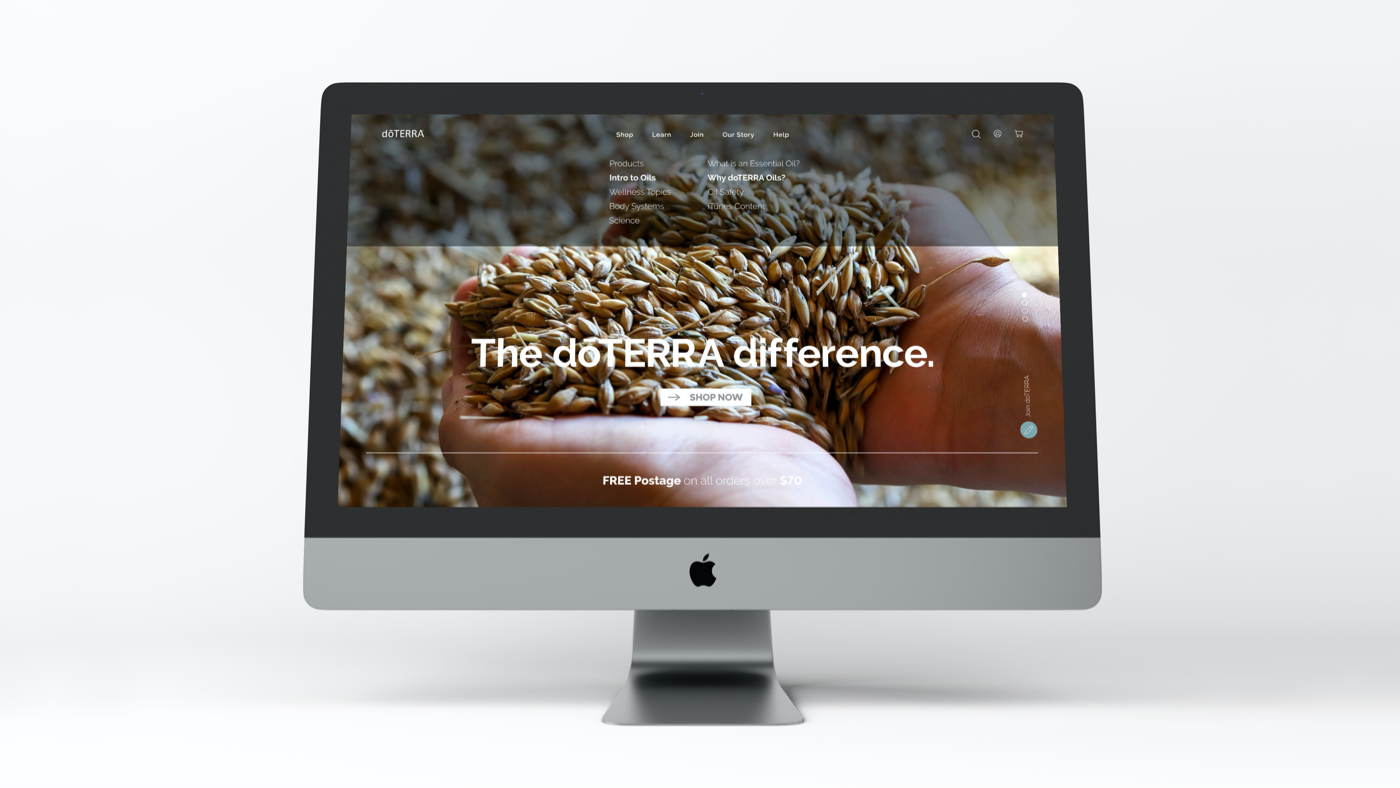 dōTERRA
Shop Learn Join Our Story Help
Products
Intro to Oils
Wellness Topics
Body Systems
Science
What is an Essential Oil?
Why doTERRA Oils?
Oil Safety
iTunes Content
The dōTERRA difference.
SHOP NOW
Join doTERRA
FREE Postage on all orders over $70